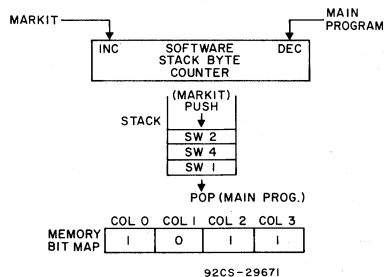 MARKIT
MAIN
PROGRAM
INC SOFTWARE DEC
STACK BYTE
COUNTER
(MARKIT)
PUSH
STACK
SW 2
SW 4
SW 1
POP (MAIN PROG.)
COL 0 COL 1 COL 2 COL 3
MEMORY
BIT MAP
1 0 1 1
92CS-29671